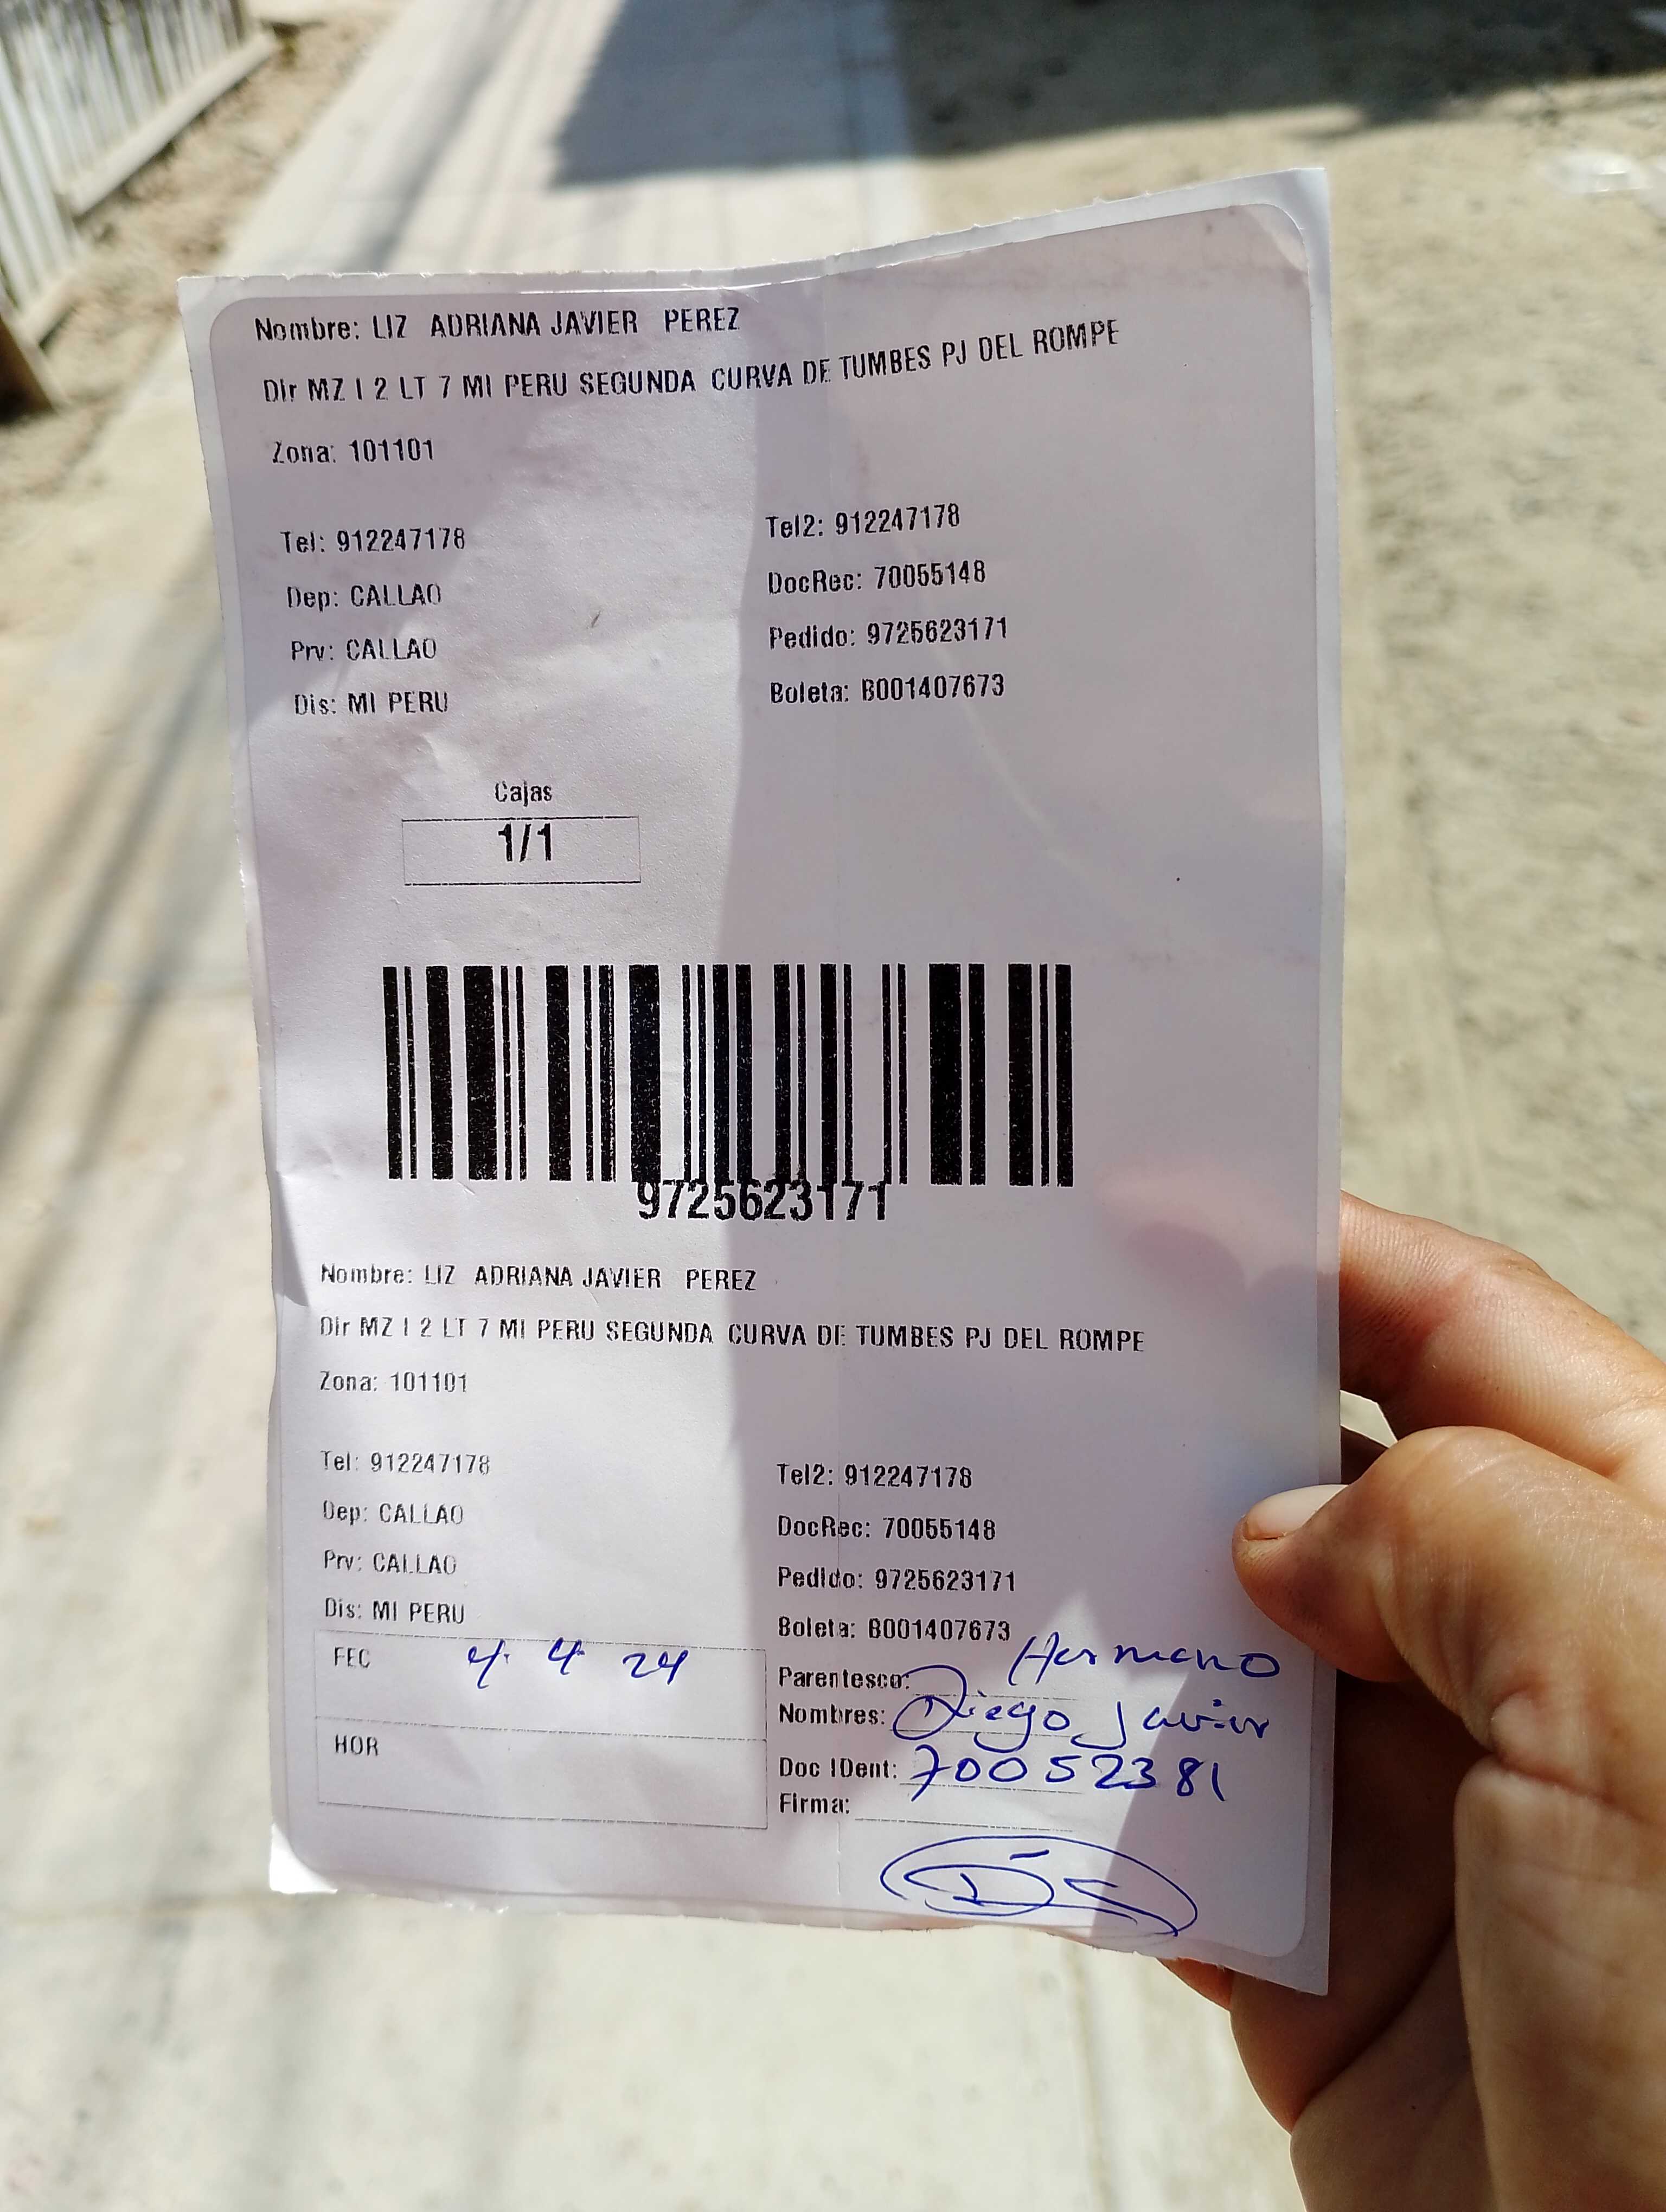 Nombre: LIZ ADRIANA JAVIER PEREZ
Dir MZ I 2 LT 7 MI PERU SEGUNDA CURVA DE TUMBES PJ DEL ROMPE
Zona: 101101
Tel: 912247178 Tel2: 912247178
Dep: CALLAO DocRec: 70055148
Prv: CALLAO Pedido: 9725623171
Dis: MI PERU Boleta: B001407673
Cajas
1/1
9725623171
Nombre: LIZ ADRIANA JAVIER PEREZ
Dir MZ I 2 LT 7 MI PERU SEGUNDA CURVA DE TUMBES PJ DEL ROMPE
Zona: 101101
Tel: 912247178 Tel2: 912247178
Dep: CALLAO DocRec: 70055148
Prv: CALLAO Pedido: 9725623171
Dis: MI PERU Boleta: B001407673
FEC 4. 4 24 Parentesco: Hermano
Nombres: Diego Javier
HOR Doc IDent: 70052381
Firma: